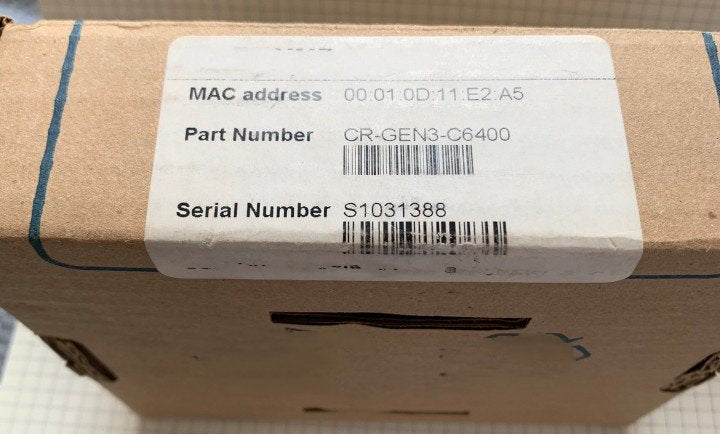 MAC address 00:01:0D:11:E2:A5
Part Number CR-GEN3-C6400
Serial Number S1031388